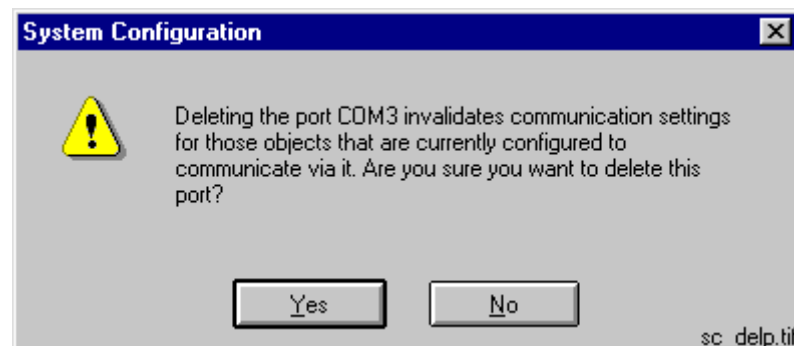 System Configuration
Deleting the port COM3 invalidates communication settings
for those objects that are currently configured to
communicate via it. Are you sure you want to delete this
port?
Yes
No
sc_delp.tif